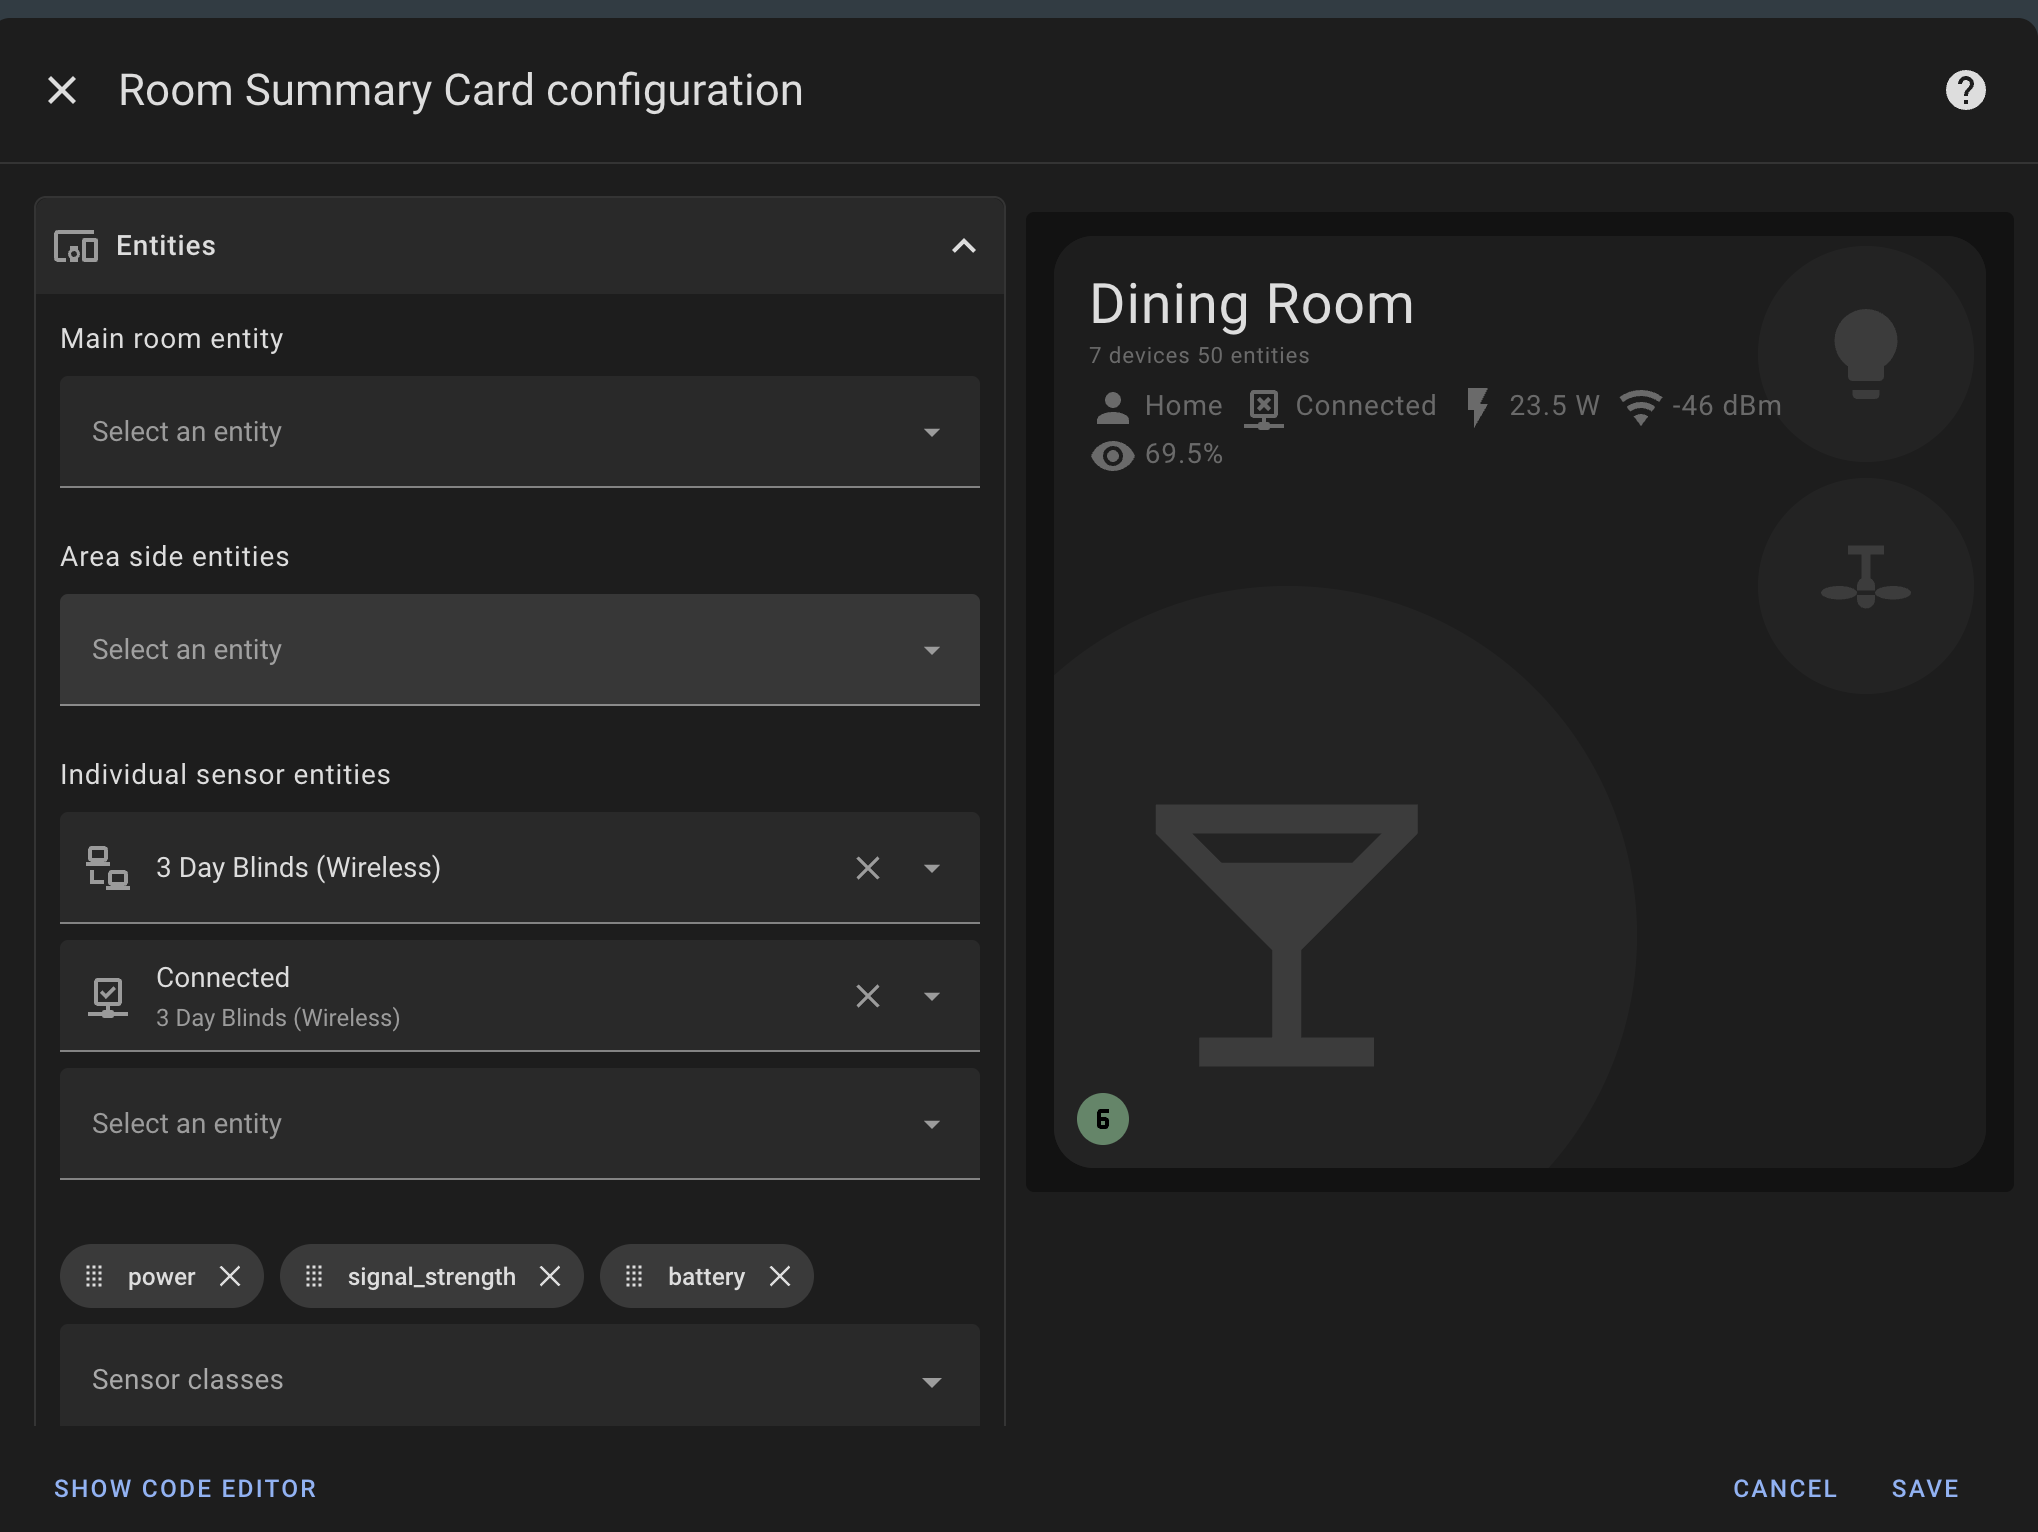 Room Summary Card configuration
Entities
Main room entity
Select an entity
Area side entities
Select an entity
Individual sensor entities
3 Day Blinds (Wireless)
Connected
3 Day Blinds (Wireless)
Select an entity
power signal_strength battery
Sensor classes
Dining Room
7 devices 50 entities
Home Connected 23.5 W -46 dBm
69.5%
6
SHOW CODE EDITOR
CANCEL SAVE